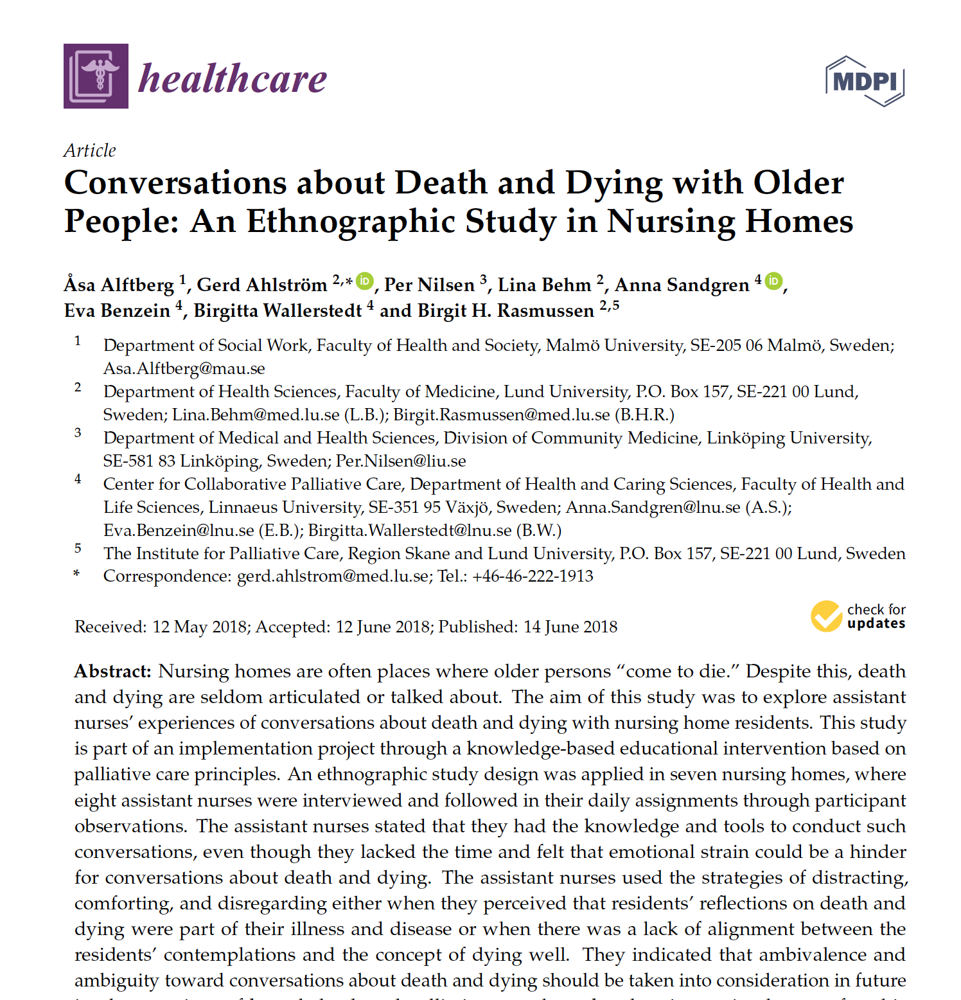 healthcare
MDPI
Article
Conversations about Death and Dying with Older
People: An Ethnographic Study in Nursing Homes
Åsa Alftberg 1, Gerd Ahlström 2,* iD, Per Nilsen 3, Lina Behm 2, Anna Sandgren 4 iD,
Eva Benzein 4, Birgitta Wallerstedt 4 and Birgit H. Rasmussen 2,5
1 Department of Social Work, Faculty of Health and Society, Malmö University, SE-205 06 Malmö, Sweden;
Asa.Alftberg@mau.se
2 Department of Health Sciences, Faculty of Medicine, Lund University, P.O. Box 157, SE-221 00 Lund,
Sweden; Lina.Behm@med.lu.se (L.B.); Birgit.Rasmussen@med.lu.se (B.H.R.)
3 Department of Medical and Health Sciences, Division of Community Medicine, Linköping University,
SE-581 83 Linköping, Sweden; Per.Nilsen@liu.se
4 Center for Collaborative Palliative Care, Department of Health and Caring Sciences, Faculty of Health and
Life Sciences, Linnaeus University, SE-351 95 Växjö, Sweden; Anna.Sandgren@lnu.se (A.S.);
Eva.Benzein@lnu.se (E.B.); Birgitta.Wallerstedt@lnu.se (B.W.)
5 The Institute for Palliative Care, Region Skane and Lund University, P.O. Box 157, SE-221 00 Lund, Sweden
* Correspondence: gerd.ahlstrom@med.lu.se; Tel.: +46-46-222-1913
Received: 12 May 2018; Accepted: 12 June 2018; Published: 14 June 2018
check for
updates
Abstract: Nursing homes are often places where older persons “come to die.” Despite this, death
and dying are seldom articulated or talked about. The aim of this study was to explore assistant
nurses’ experiences of conversations about death and dying with nursing home residents. This study
is part of an implementation project through a knowledge-based educational intervention based on
palliative care principles. An ethnographic study design was applied in seven nursing homes, where
eight assistant nurses were interviewed and followed in their daily assignments through participant
observations. The assistant nurses stated that they had the knowledge and tools to conduct such
conversations, even though they lacked the time and felt that emotional strain could be a hinder
for conversations about death and dying. The assistant nurses used the strategies of distracting,
comforting, and disregarding either when they perceived that residents’ reflections on death and
dying were part of their illness and disease or when there was a lack of alignment between the
residents’ contemplations and the concept of dying well. They indicated that ambivalence and
ambiguity toward conversations about death and dying should be taken into consideration in future